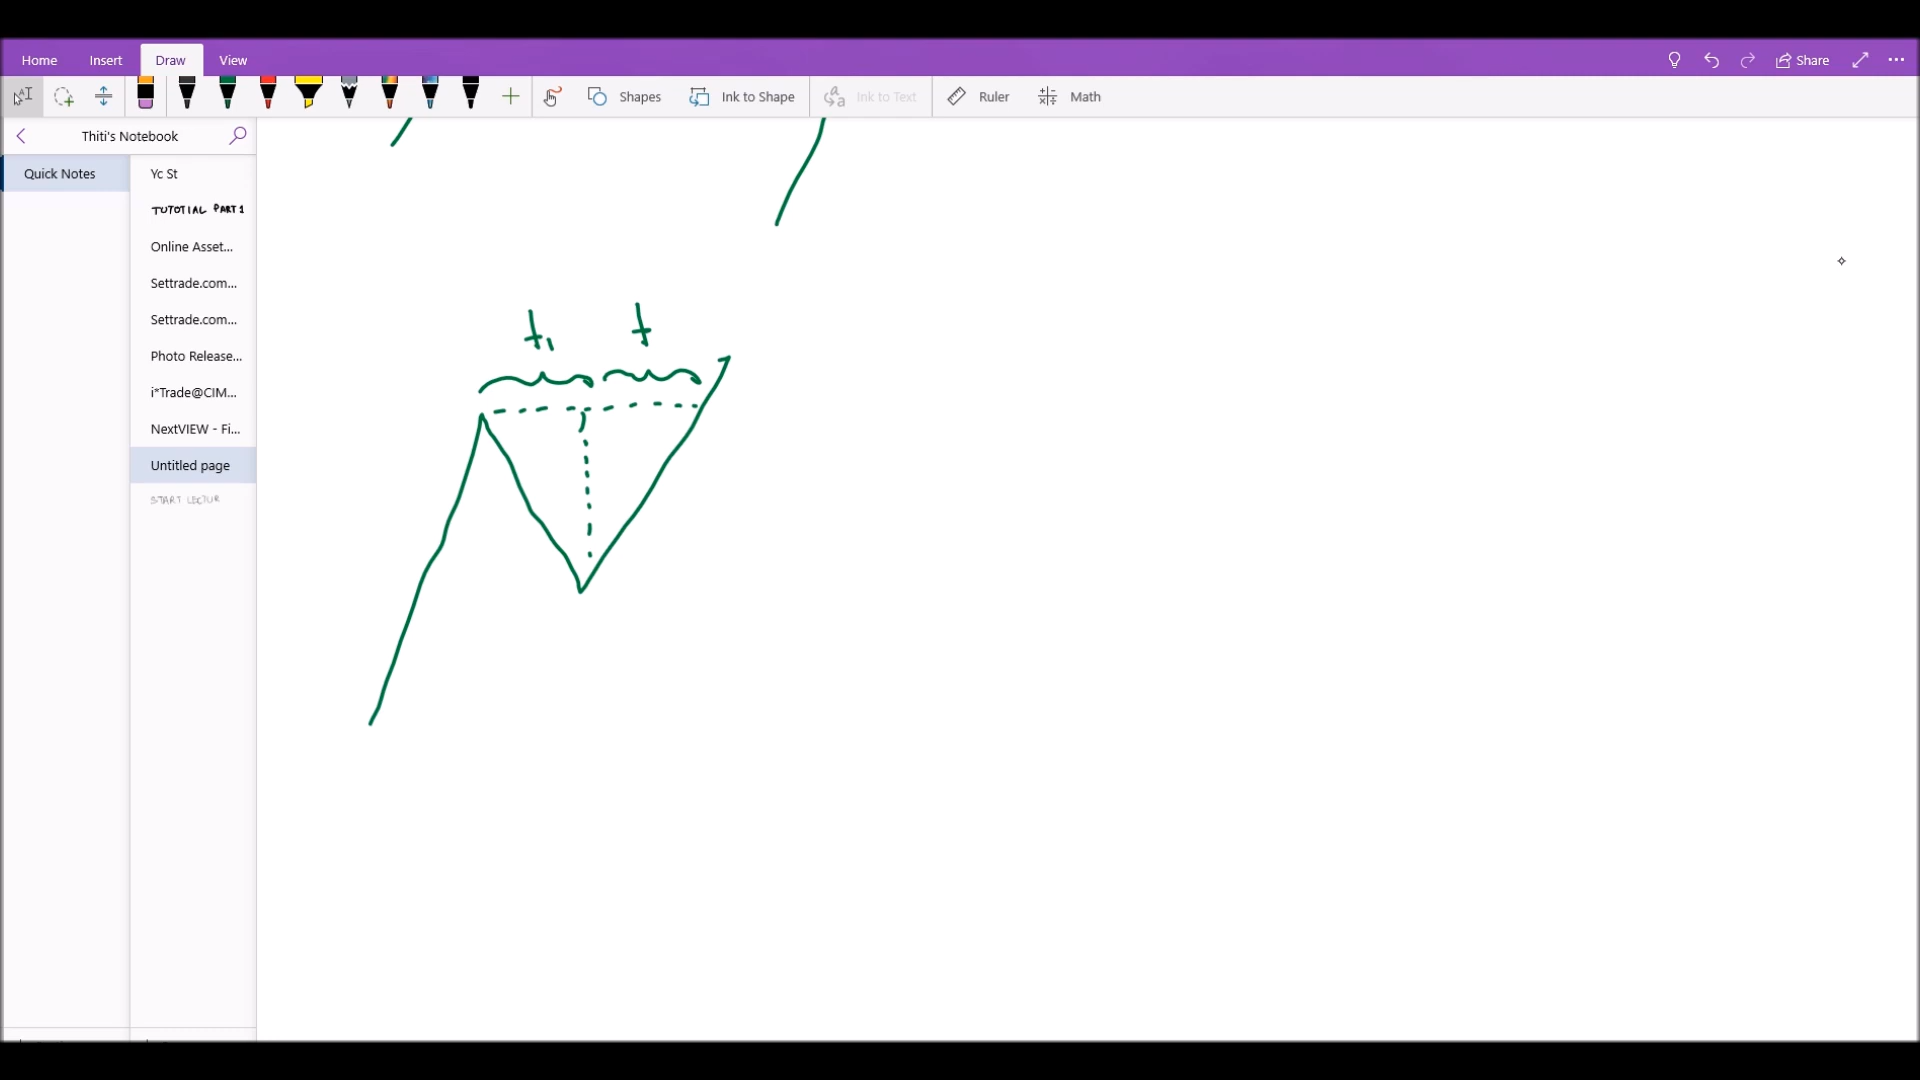 Home Insert Draw View Share
Shapes Ink to Shape Ink to Text Ruler Math
Thiti's Notebook
Quick Notes
Yc St
TUTOTIAL PART 1
Online Asset...
Settrade.com...
Settrade.com...
Photo Release...
i*Trade@CIM...
NextVIEW - Fi...
Untitled page
START LECTUR
t₁ t